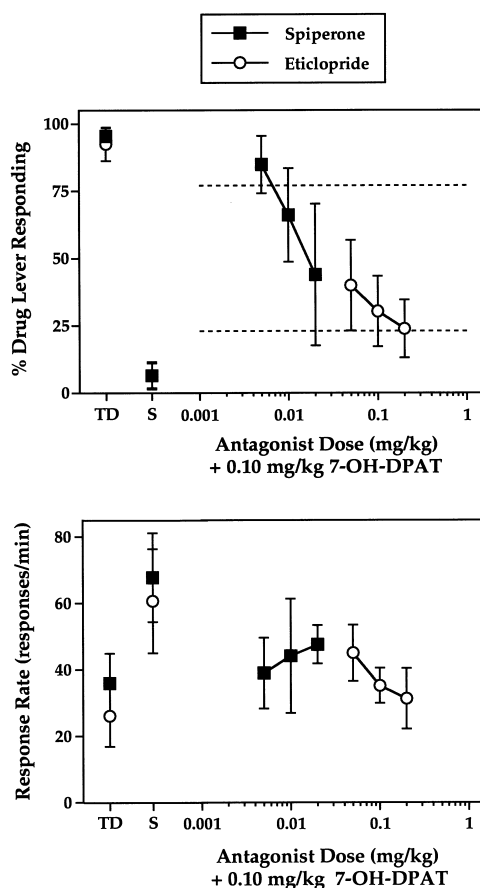 Spiperone
Eticlopride
% Drug Lever Responding
100
75
50
25
0
TD S 0.001 0.01 0.1 1
Antagonist Dose (mg/kg)
+ 0.10 mg/kg 7-OH-DPAT
Response Rate (responses/min)
80
60
40
20
0
TD S 0.001 0.01 0.1 1
Antagonist Dose (mg/kg)
+ 0.10 mg/kg 7-OH-DPAT